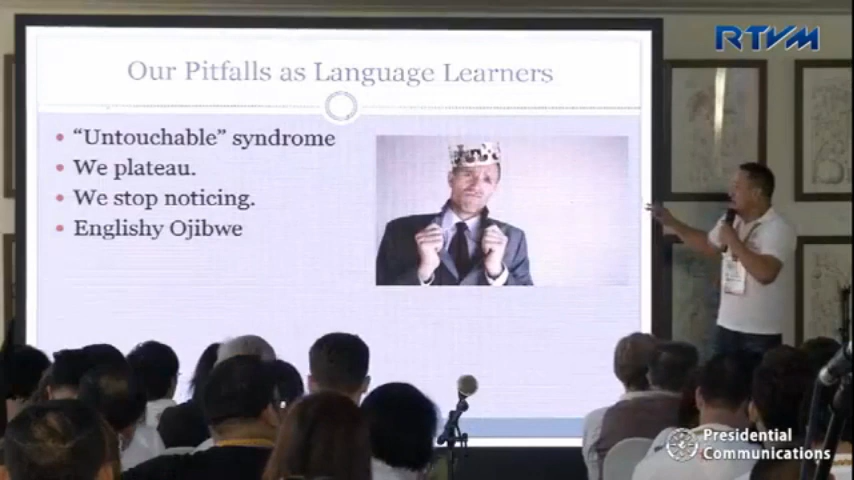 RTVM
Our Pitfalls as Language Learners
• “Untouchable” syndrome
• We plateau.
• We stop noticing.
• Englishy Ojibwe
Presidential
Communications